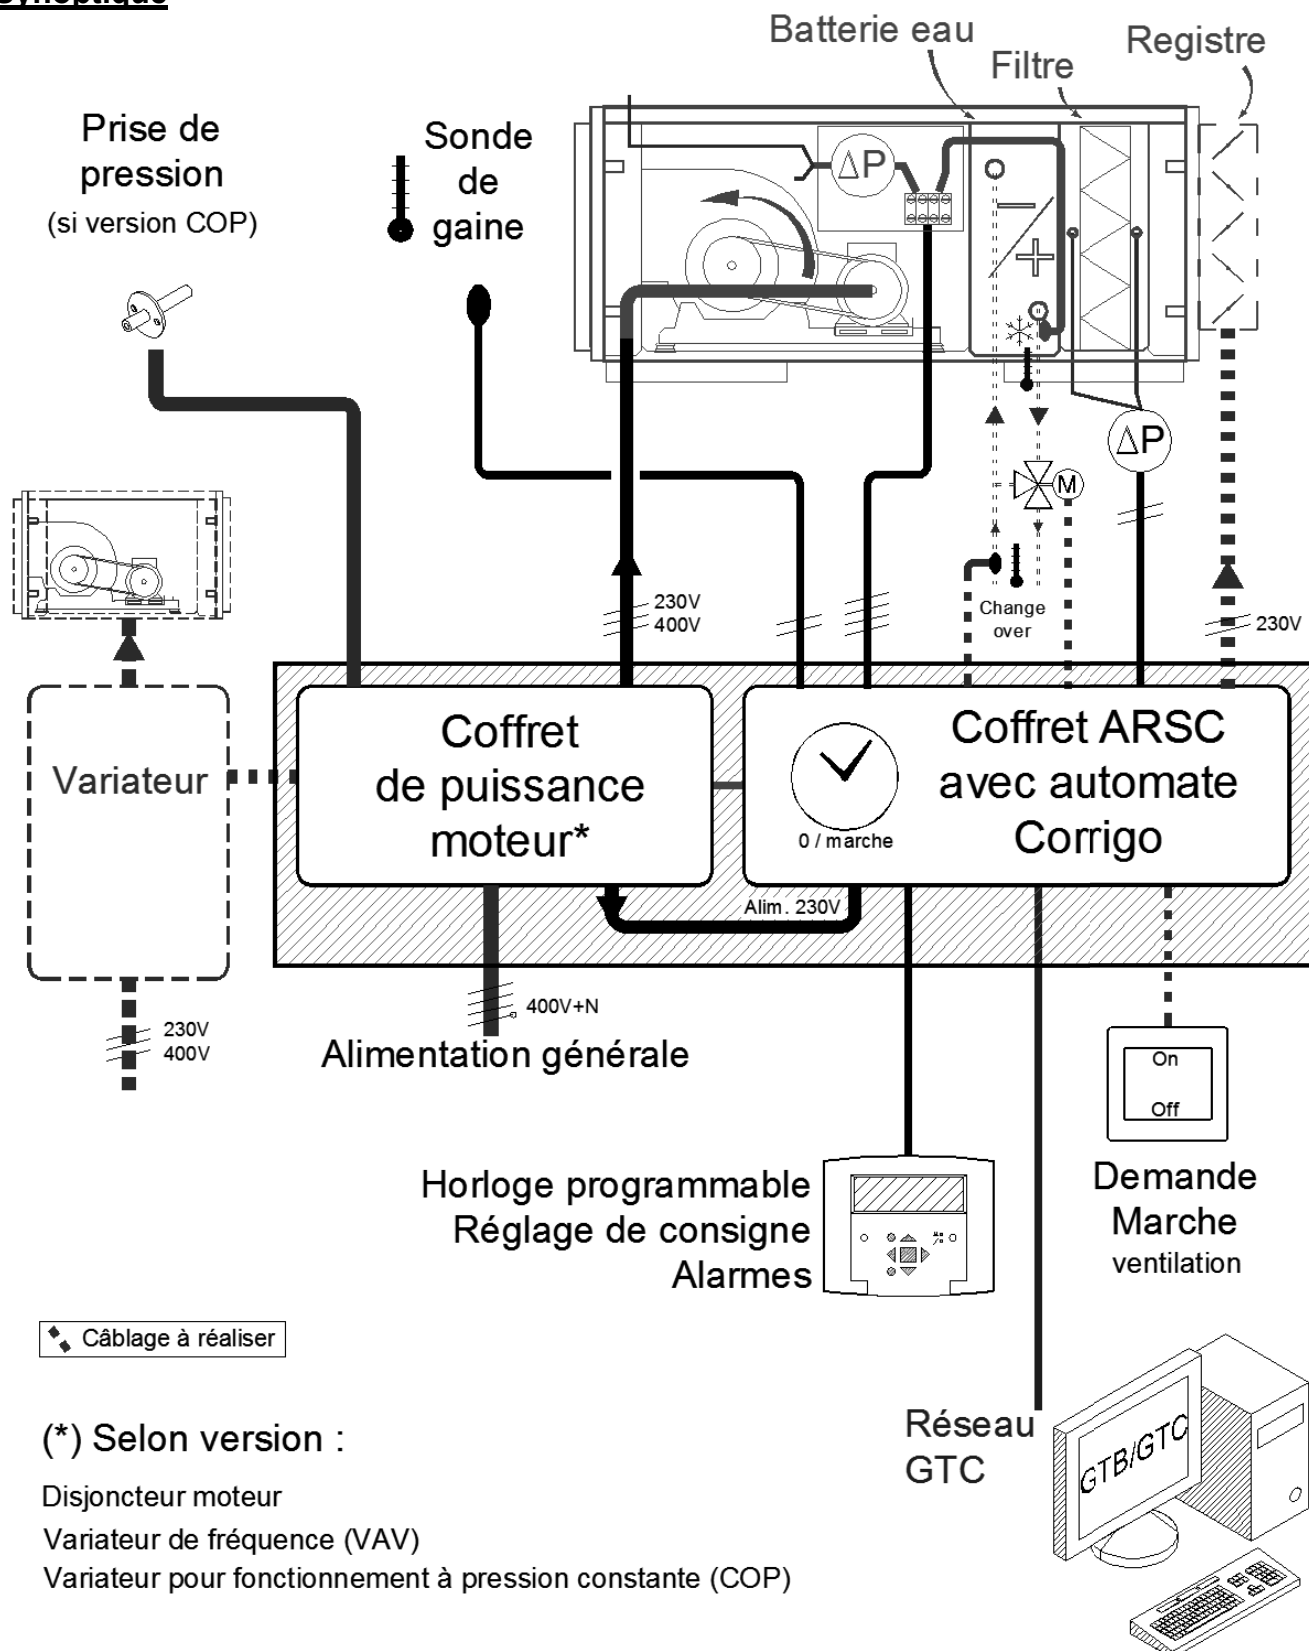 Synoptique
Batterie eau
Filtre
Registre
Prise de
pression
(si version COP)
Sonde
de
gaine
ΔP
ΔP
M
Change
over
230V
400V
230V
Variateur
Coffret
de puissance
moteur*
0 / marche
Coffret ARSC
avec automate
Corrigo
Alim. 230V
230V
400V
400V+N
Alimentation générale
On
Off
Horloge programmable
Réglage de consigne
Alarmes
Demande
Marche
ventilation
Câblage à réaliser
(*) Selon version :
Disjoncteur moteur
Variateur de fréquence (VAV)
Variateur pour fonctionnement à pression constante (COP)
Réseau
GTC
GTB/GTC